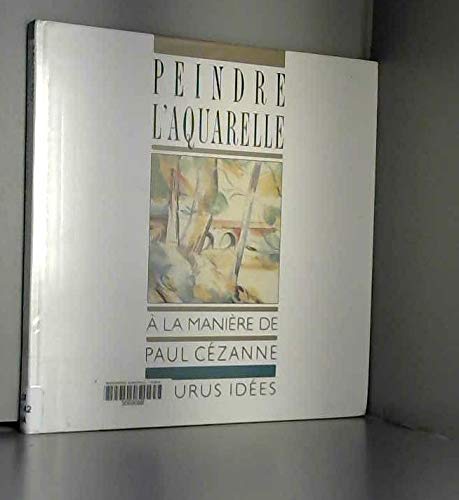 PEINDRE
L'AQUARELLE
À LA MANIÈRE DE
PAUL CÉZANNE
URUS IDÉES